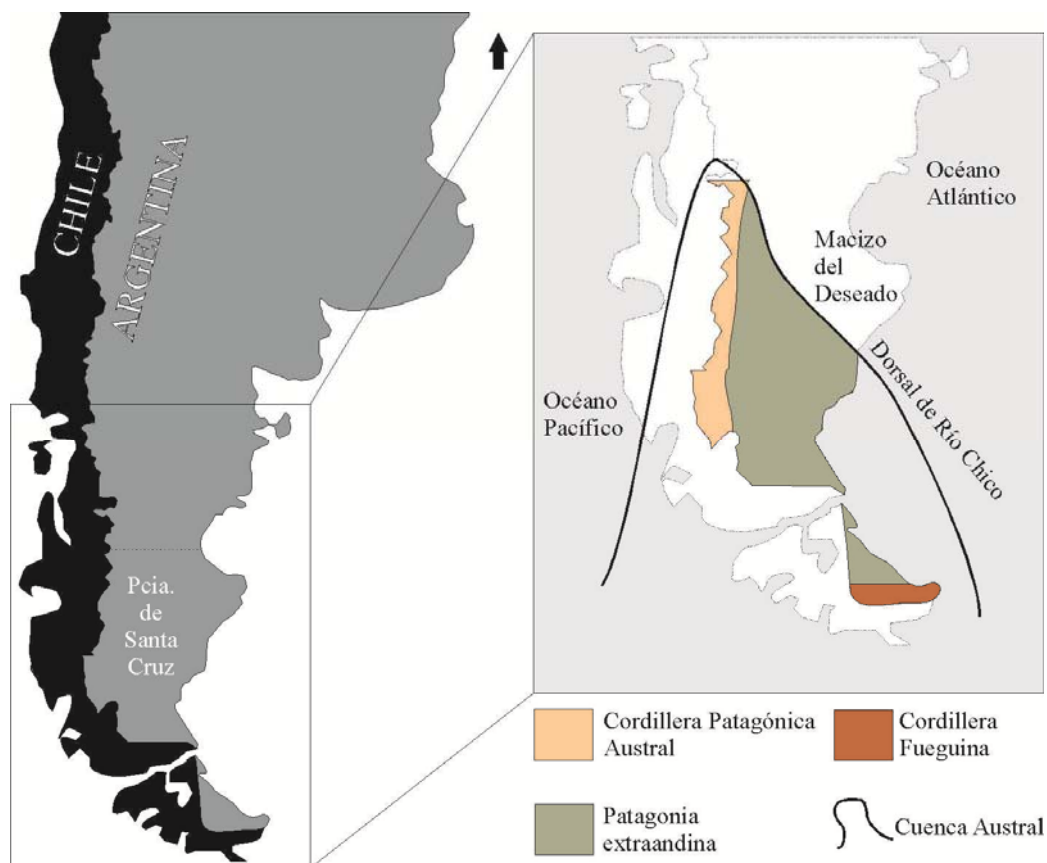 CHILE
ARGENTINA
Pcia.
de
Santa
Cruz
Océano
Atlántico
Macizo
del
Deseado
Dorsal de Río Chico
Océano
Pacífico
Cordillera Patagónica
Austral
Cordillera
Fueguina
Patagonia
extraandina
Cuenca Austral